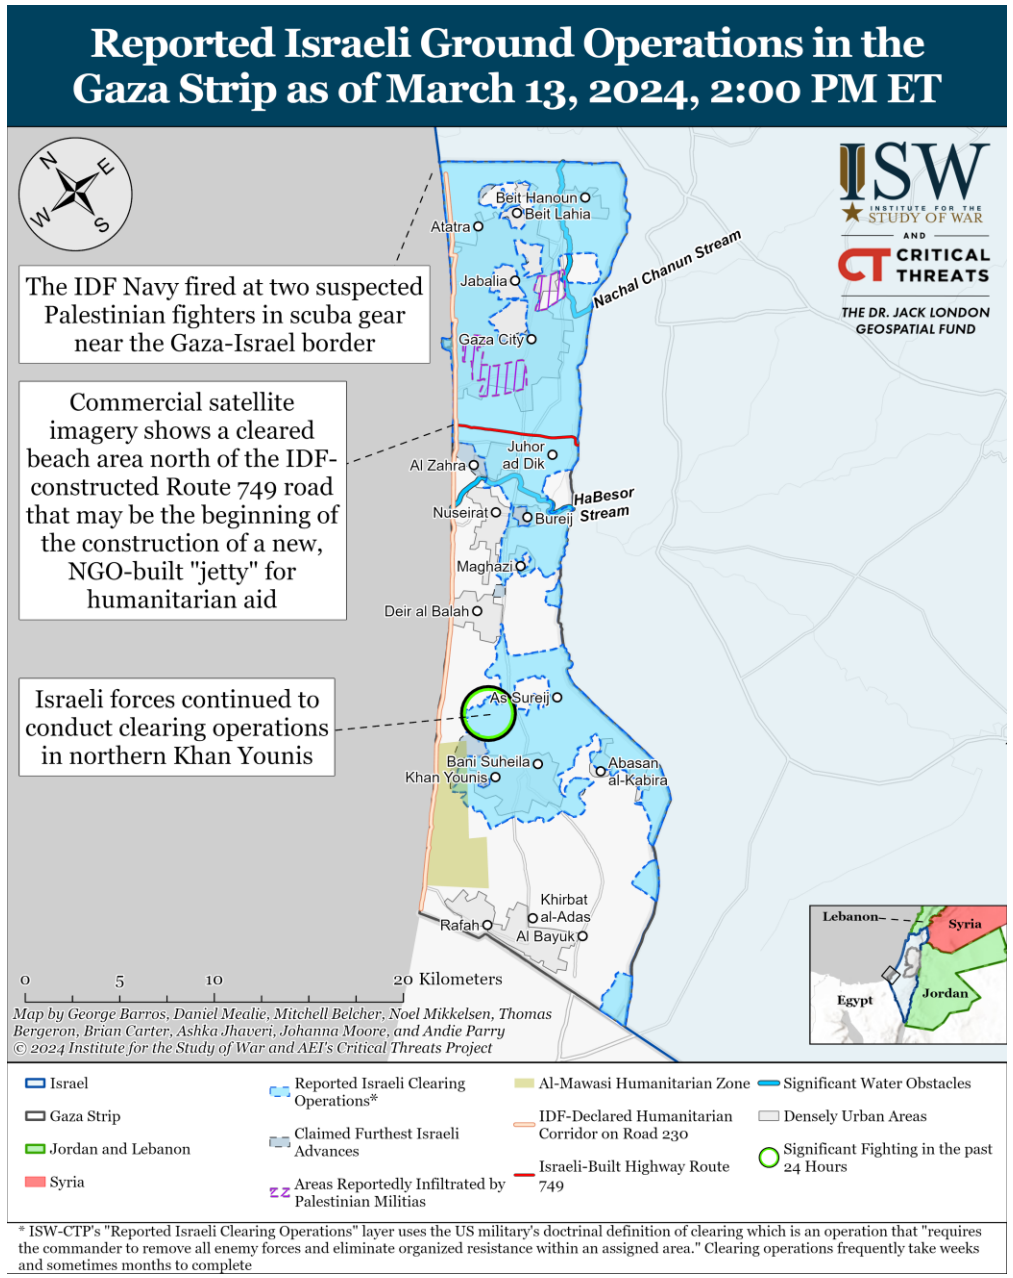 Reported Israeli Ground Operations in the
Gaza Strip as of March 13, 2024, 2:00 PM ET
N
E
W
S
ISW
INSTITUTE FOR THE
STUDY OF WAR
AND
CT CRITICAL
THREATS
THE DR. JACK LONDON
GEOSPATIAL FUND
The IDF Navy fired at two suspected
Palestinian fighters in scuba gear
near the Gaza-Israel border
Commercial satellite
imagery shows a cleared
beach area north of the IDF-
constructed Route 749 road
that may be the beginning of
the construction of a new,
NGO-built "jetty" for
humanitarian aid
Israeli forces continued to
conduct clearing operations
in northern Khan Younis
Beit Hanoun
Beit Lahia
Atatra
Nachal Chanun Stream
Jabalia
Gaza City
Juhor
ad Dik
Al Zahra
HaBesor
Stream
Nuseirat
Bureij
Maghazi
Deir al Balah
As Sureij
Bani Suheila
Khan Younis
Abasan
al-Kabira
Khirbat
al-Adas
Rafah
Al Bayuk
Lebanon
Syria
Egypt
Jordan
0 5 10 20 Kilometers
Map by George Barros, Daniel Mealie, Mitchell Belcher, Noel Mikkelsen, Thomas
Bergeron, Brian Carter, Ashka Jhaveri, Johanna Moore, and Andie Parry
© 2024 Institute for the Study of War and AEI's Critical Threats Project
Israel
Gaza Strip
Jordan and Lebanon
Syria
Reported Israeli Clearing
Operations*
Claimed Furthest Israeli
Advances
Areas Reportedly Infiltrated by
Palestinian Militias
Al-Mawasi Humanitarian Zone
IDF-Declared Humanitarian
Corridor on Road 230
Israeli-Built Highway Route
749
Significant Water Obstacles
Densely Urban Areas
Significant Fighting in the past
24 Hours
* ISW-CTP's "Reported Israeli Clearing Operations" layer uses the US military's doctrinal definition of clearing which is an operation that "requires
the commander to remove all enemy forces and eliminate organized resistance within an assigned area." Clearing operations frequently take weeks
and sometimes months to complete